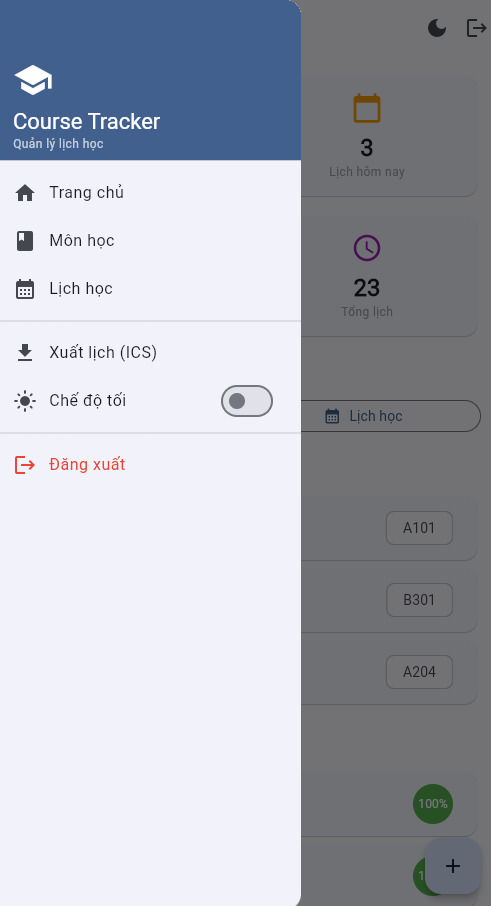 Course Tracker
Quản lý lịch học
Trang chủ
Môn học
Lịch học
Xuất lịch (ICS)
Chế độ tối
Đăng xuất
3
Lịch hôm nay
23
Tổng lịch
Lịch học
A101
B301
A204
100%